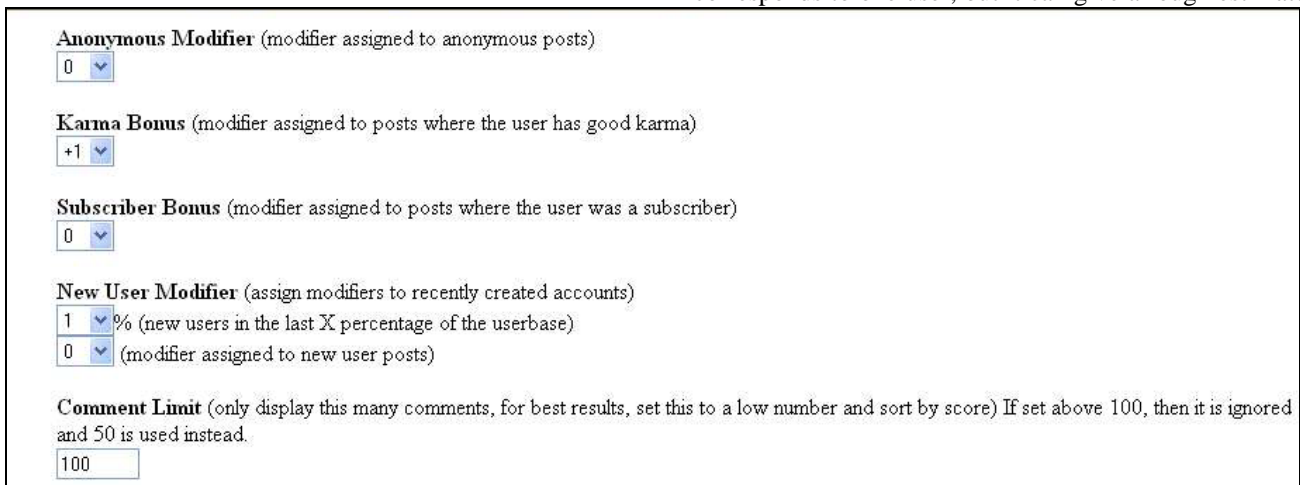 Anonymous Modifier (modifier assigned to anonymous posts)
0
Karma Bonus (modifier assigned to posts where the user has good karma)
+1
Subscriber Bonus (modifier assigned to posts where the user was a subscriber)
0
New User Modifier (assign modifiers to recently created accounts)
1 % (new users in the last X percentage of the userbase)
0 (modifier assigned to new user posts)
Comment Limit (only display this many comments, for best results, set this to a low number and sort by score) If set above 100, then it is ignored
and 50 is used instead.
100